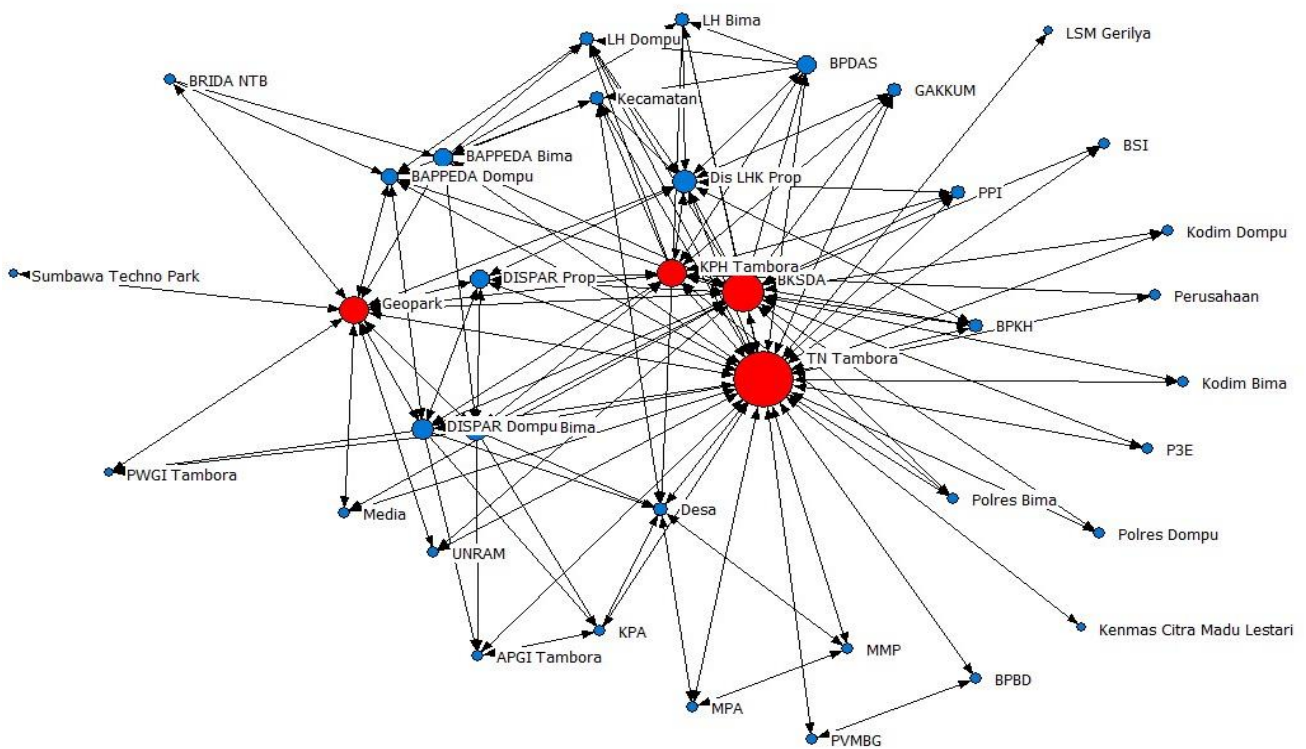 LH Bima
LSM Gerilya
LH Dompu
BPDAS
BRIDA NTB
GAKKUM
Kecamatan
BSI
BAPPEDA Bima
BAPPEDA Dompu
Dis LHK Prop
PPI
Kodim Dompu
KPH Tambora
Sumbawa Techno Park
DISPAR Prop
BKSDA
Perusahaan
Geopark
BPKH
TN Tambora
Kodim Bima
DISPAR Dompu
Bima
P3E
PWGI Tambora
Polres Bima
Media
Desa
Polres Dompu
UNRAM
Kenmas Citra Madu Lestari
KPA
MMP
APGI Tambora
BPBD
MPA
PVMBG